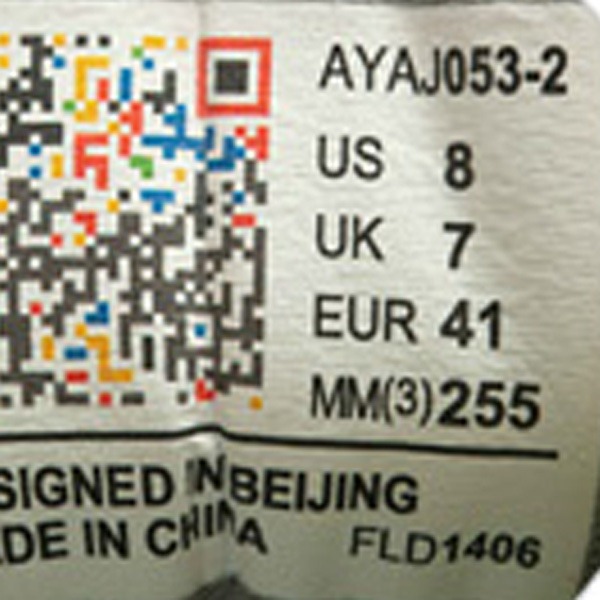 AYAJ053-2
US 8
UK 7
EUR 41
MM(3)255
SIGNED IN BEIJING
DE IN CHINA
FLD1406